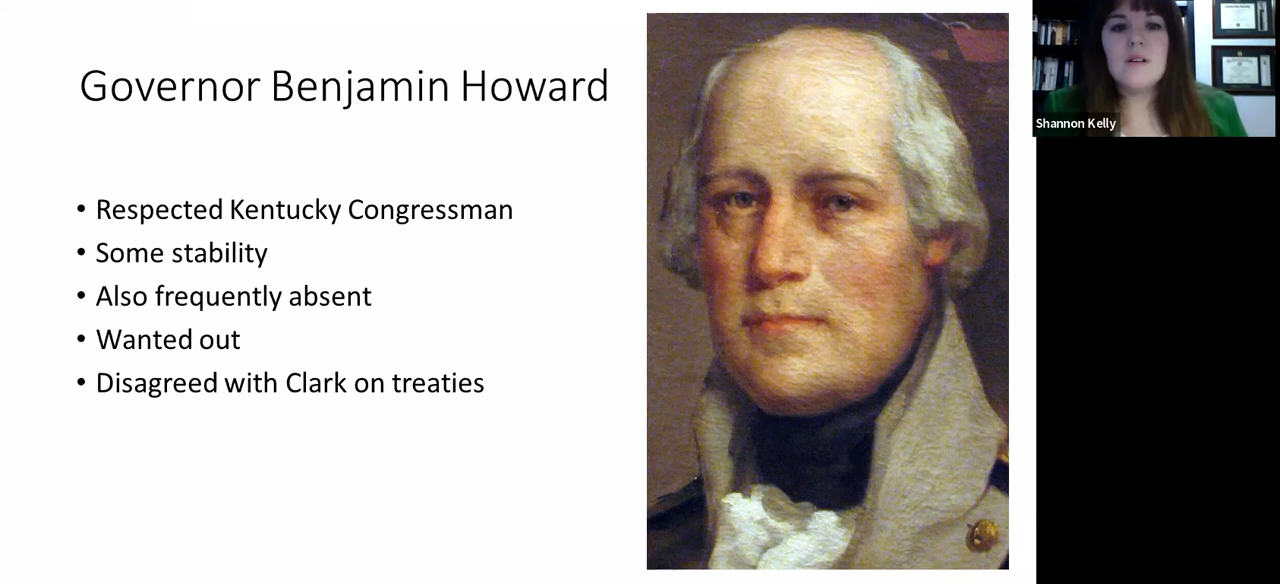 Governor Benjamin Howard
• Respected Kentucky Congressman
• Some stability
• Also frequently absent
• Wanted out
• Disagreed with Clark on treaties
Shannon Kelly